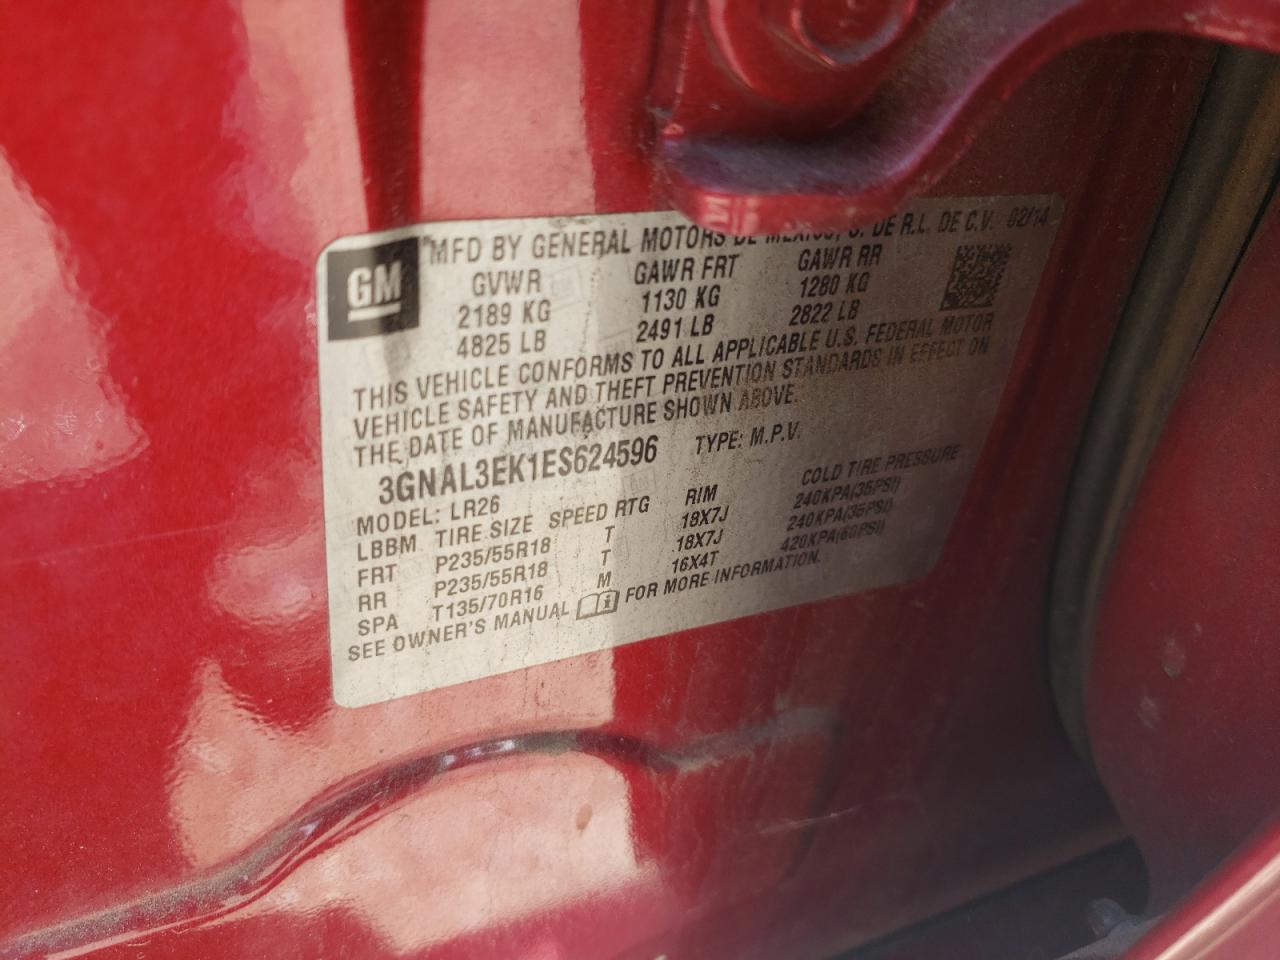 GM
MFD BY GENERAL MOTORS DE MEXICO, S. DE R.L. DE C.V. 02/14
GVWR GAWR FRT GAWR RR
2189 KG 1130 KG 1280 KG
4825 LB 2491 LB 2822 LB
THIS VEHICLE CONFORMS TO ALL APPLICABLE U.S. FEDERAL MOTOR
VEHICLE SAFETY AND THEFT PREVENTION STANDARDS IN EFFECT ON
THE DATE OF MANUFACTURE SHOWN ABOVE.
3GNAL3EK1ES624596 TYPE: M.P.V.
MODEL: LR26
LBBM TIRE SIZE SPEED RTG RIM COLD TIRE PRESSURE
FRT P235/55R18 T 18X7J 240KPA(35PSI)
RR P235/55R18 T 18X7J 240KPA(35PSI)
SPA T135/70R16 M 16X4T 420KPA(60PSI)
SEE OWNER'S MANUAL i FOR MORE INFORMATION.